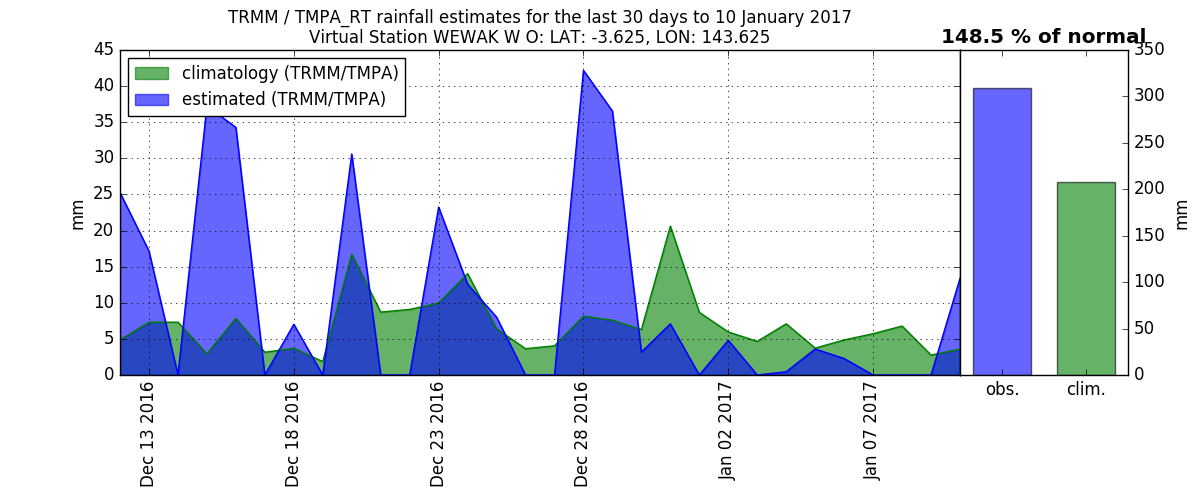 TRMM / TMPA_RT rainfall estimates for the last 30 days to 10 January 2017
Virtual Station WEWAK W O: LAT: -3.625, LON: 143.625
148.5 % of normal
climatology (TRMM/TMPA)
estimated (TRMM/TMPA)
45
40
35
30
25
20
15
10
5
0
mm
Dec 13 2016
Dec 18 2016
Dec 23 2016
Dec 28 2016
Jan 02 2017
Jan 07 2017
350
300
250
200
150
100
50
0
mm
obs.
clim.